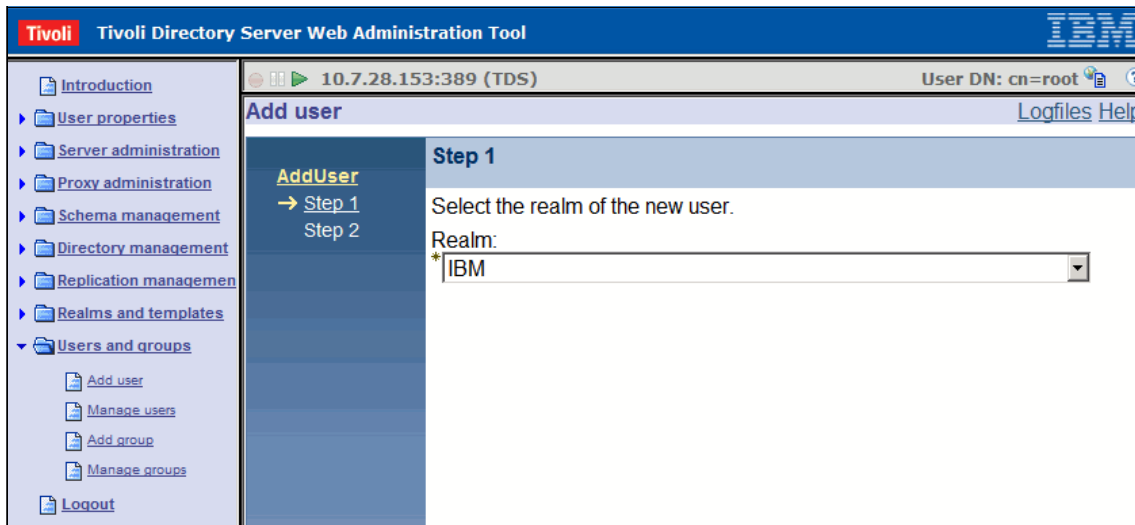 Tivoli Tivoli Directory Server Web Administration Tool IBM
Introduction
User properties
Server administration
Proxy administration
Schema management
Directory management
Replication managemen
Realms and templates
Users and groups
Add user
Manage users
Add group
Manage groups
Logout
10.7.28.153:389 (TDS) User DN: cn=root ?
Add user Logfiles Help
AddUser
→ Step 1
Step 2
Step 1
Select the realm of the new user.
Realm:
* IBM